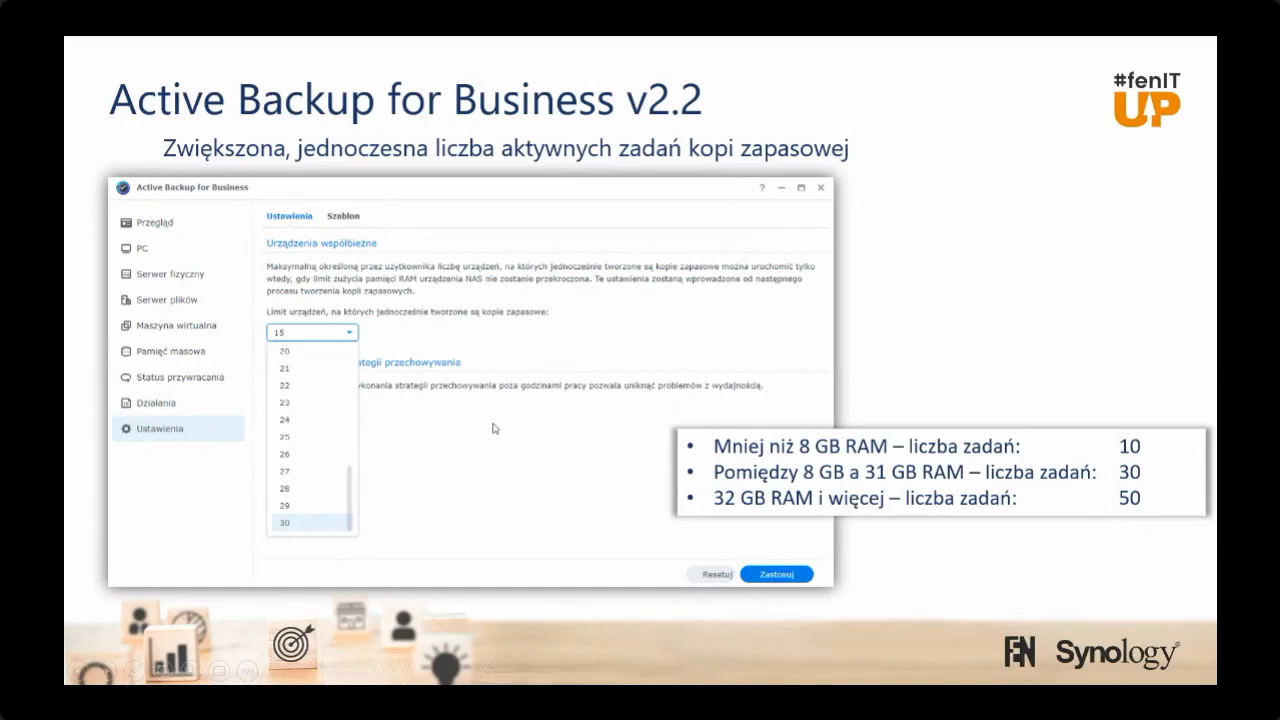 Active Backup for Business v2.2
#fenIT
UP
Zwiększona, jednoczesna liczba aktywnych zadań kopi zapasowej
Active Backup for Business
Przegląd
PC
Serwer fizyczny
Serwer plików
Maszyna wirtualna
Pamięć masowa
Status przywracania
Działania
Ustawienia
Ustawienia Szablon
Urządzenia współbieżne
Maksymalną określoną przez użytkownika liczbę urządzeń, na których jednocześnie tworzone są kopie zapasowe można uruchomić tylko
wtedy, gdy limit zużycia pamięci RAM urządzenia NAS nie zostanie przekroczona. Te ustawienia zostaną wprowadzone od następnego
procesu tworzenia kopii zapasowych.
Limit urządzeń, na których jednocześnie tworzone są kopie zapasowe:
15
20
21
22
23
24
25
26
27
28
29
30
przechowywania
strategii przechowywania poza godzinami pracy pozwala uniknąć problemów z wydajnością.
• Mniej niż 8 GB RAM – liczba zadań: 10
• Pomiędzy 8 GB a 31 GB RAM – liczba zadań: 30
• 32 GB RAM i więcej – liczba zadań: 50
Resetuj Zastosuj
FEN Synology